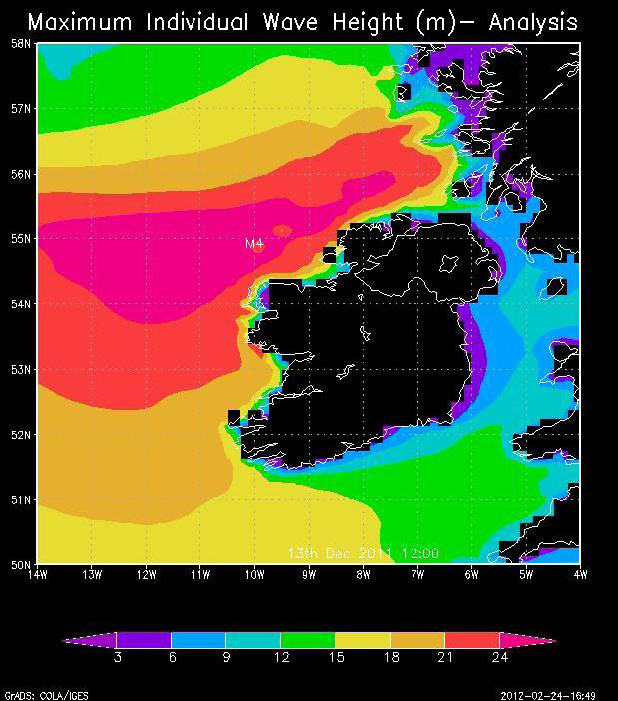 Maximum Individual Wave Height (m)– Analysis
58N
57N
56N
55N
M4
54N
53N
52N
51N
13th Dec 2011 12:00
50N
14W 13W 12W 11W 10W 9W 8W 7W 6W 5W 4W
3 6 9 12 15 18 21 24
GrADS: COLA/IGES 2012-02-24-16:49